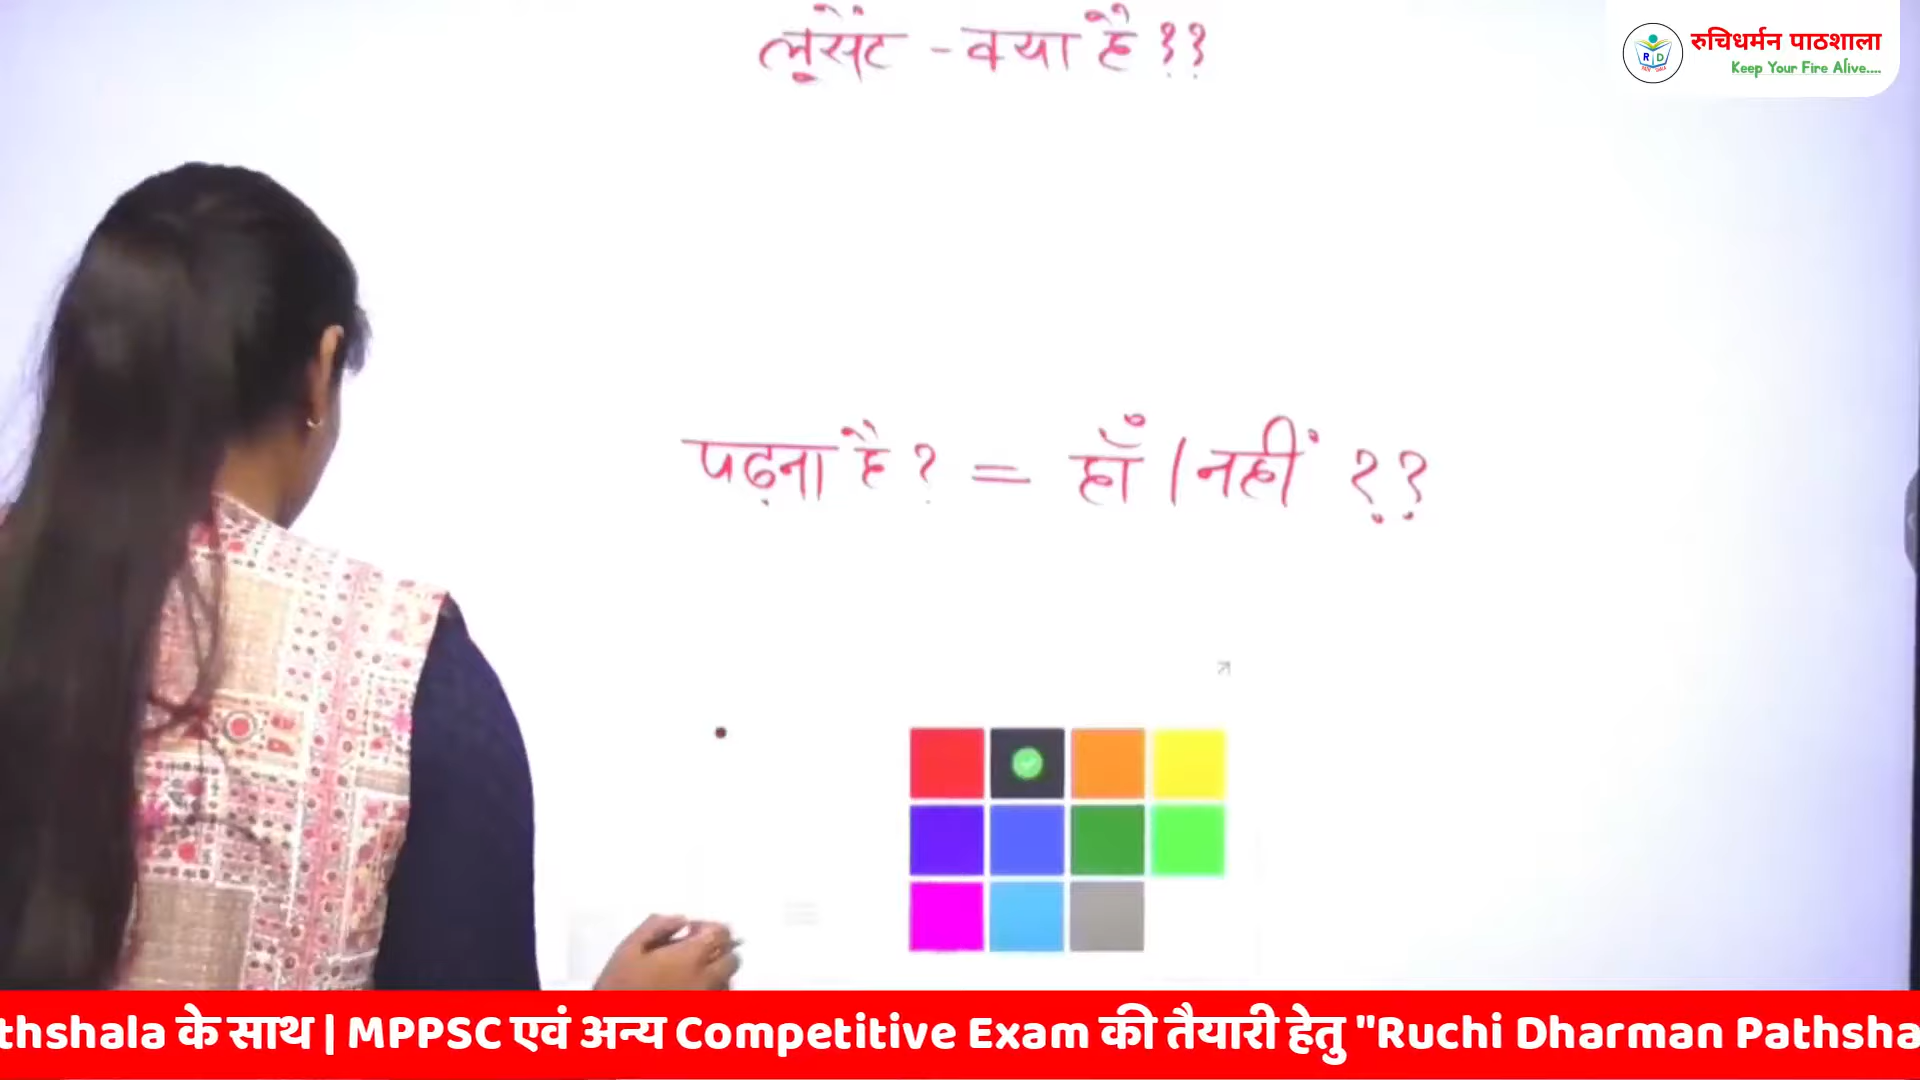 लूसेंट - क्या है ??
रुचिधर्मन पाठशाला
Keep Your Fire Alive....
R D
पढ़ना है ? = हाँ / नहीं ??
thshala के साथ | MPPSC एवं अन्य Competitive Exam की तैयारी हेतु "Ruchi Dharman Pathsha